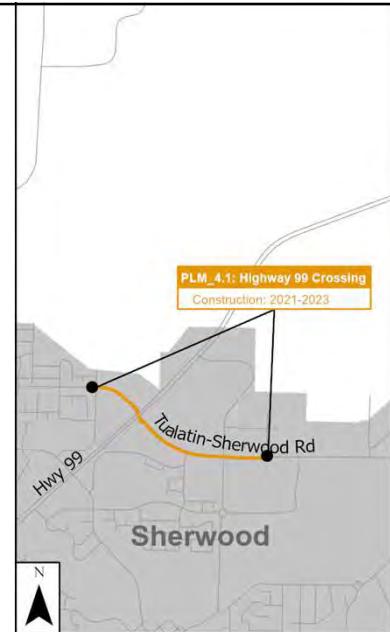 PLM_4.1: Highway 99 Crossing
Construction: 2021-2023
Tualatin-Sherwood Rd
Hwy 99
Sherwood
N